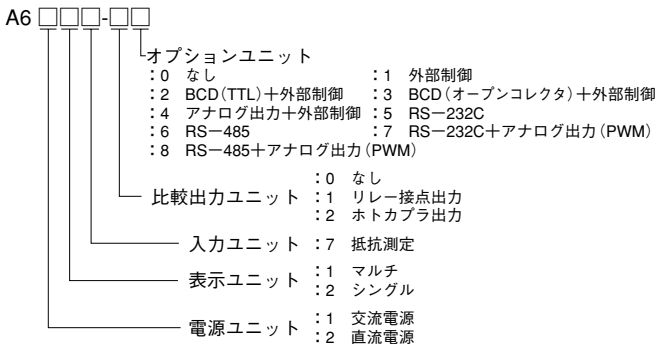 A6 □□□-□□
オプションユニット
：0 なし ：1 外部制御
：2 BCD（TTL）＋外部制御 ：3 BCD（オープンコレクタ）＋外部制御
：4 アナログ出力＋外部制御 ：5 RS－232C
：6 RS－485 ：7 RS－232C＋アナログ出力（PWM）
：8 RS－485＋アナログ出力（PWM）
：0 なし
比較出力ユニット ：1 リレー接点出力
：2 ホトカプラ出力
入力ユニット ：7 抵抗測定
：1 マルチ
表示ユニット
：2 シングル
：1 交流電源
電源ユニット
：2 直流電源